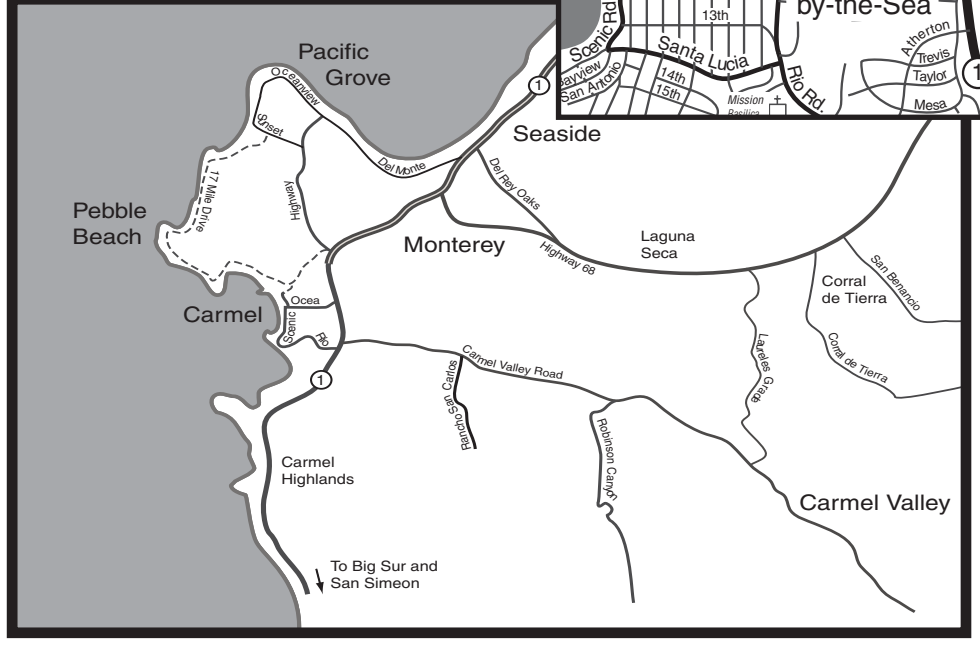 by-the-Sea
13th
Scenic Rd
Santa Lucia
Atherton
Trevis
Taylor
Mesa
Bayview
San Antonio
14th
15th
Rio Rd.
Mission
Basilica
1
Pacific
Grove
Oceanview
Sunset
Del Monte
1
Seaside
Del Rey Oaks
17 Mile Drive
Highway
Pebble
Beach
Monterey
Highway 68
Laguna
Seca
San Benancio
Corral
de Tierra
Corral de Tierra
Carmel
Ocea
Scenic
Rio
1
Carmel Valley Road
Rancho San Carlos
Laureles Grade
Robinson Canyon
Carmel
Highlands
Carmel Valley
To Big Sur and
San Simeon